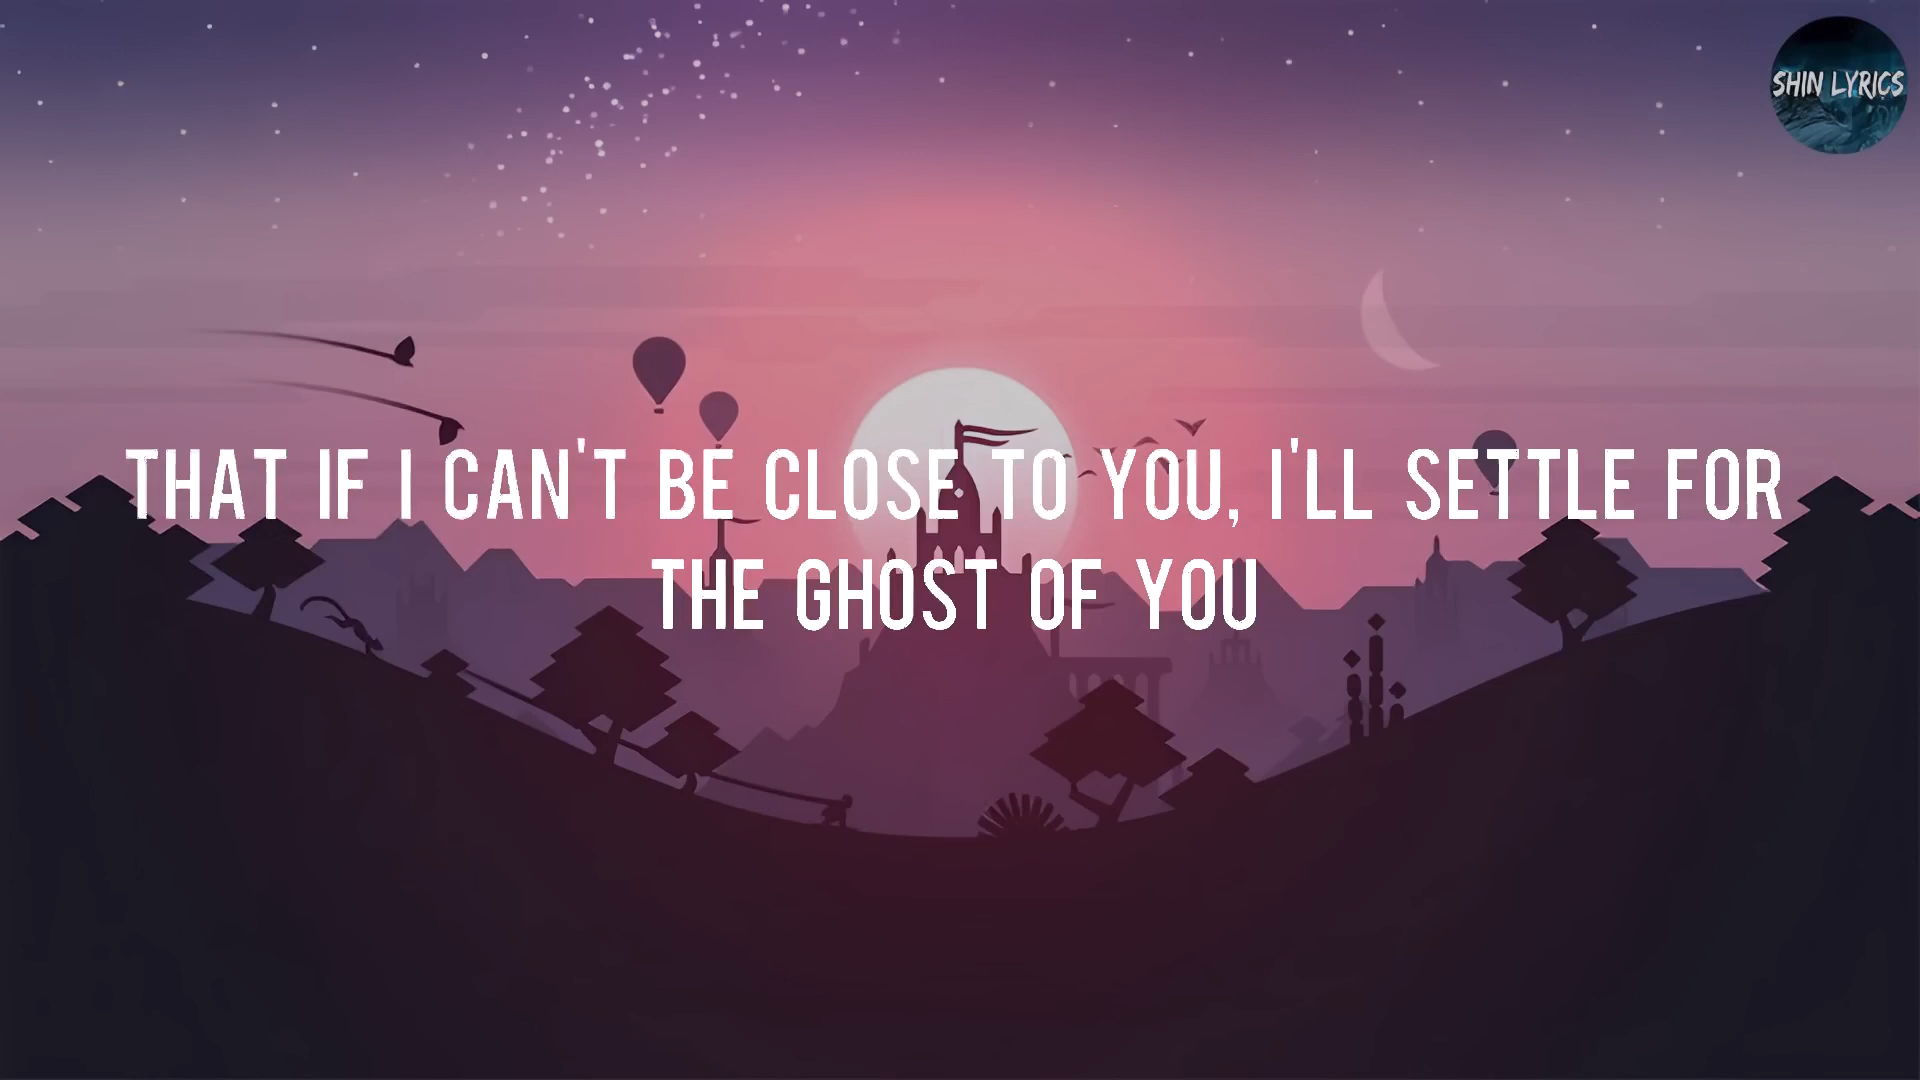 SHIN LYRICS
THAT IF I CAN'T BE CLOSE TO YOU, I'LL SETTLE FOR
THE GHOST OF YOU